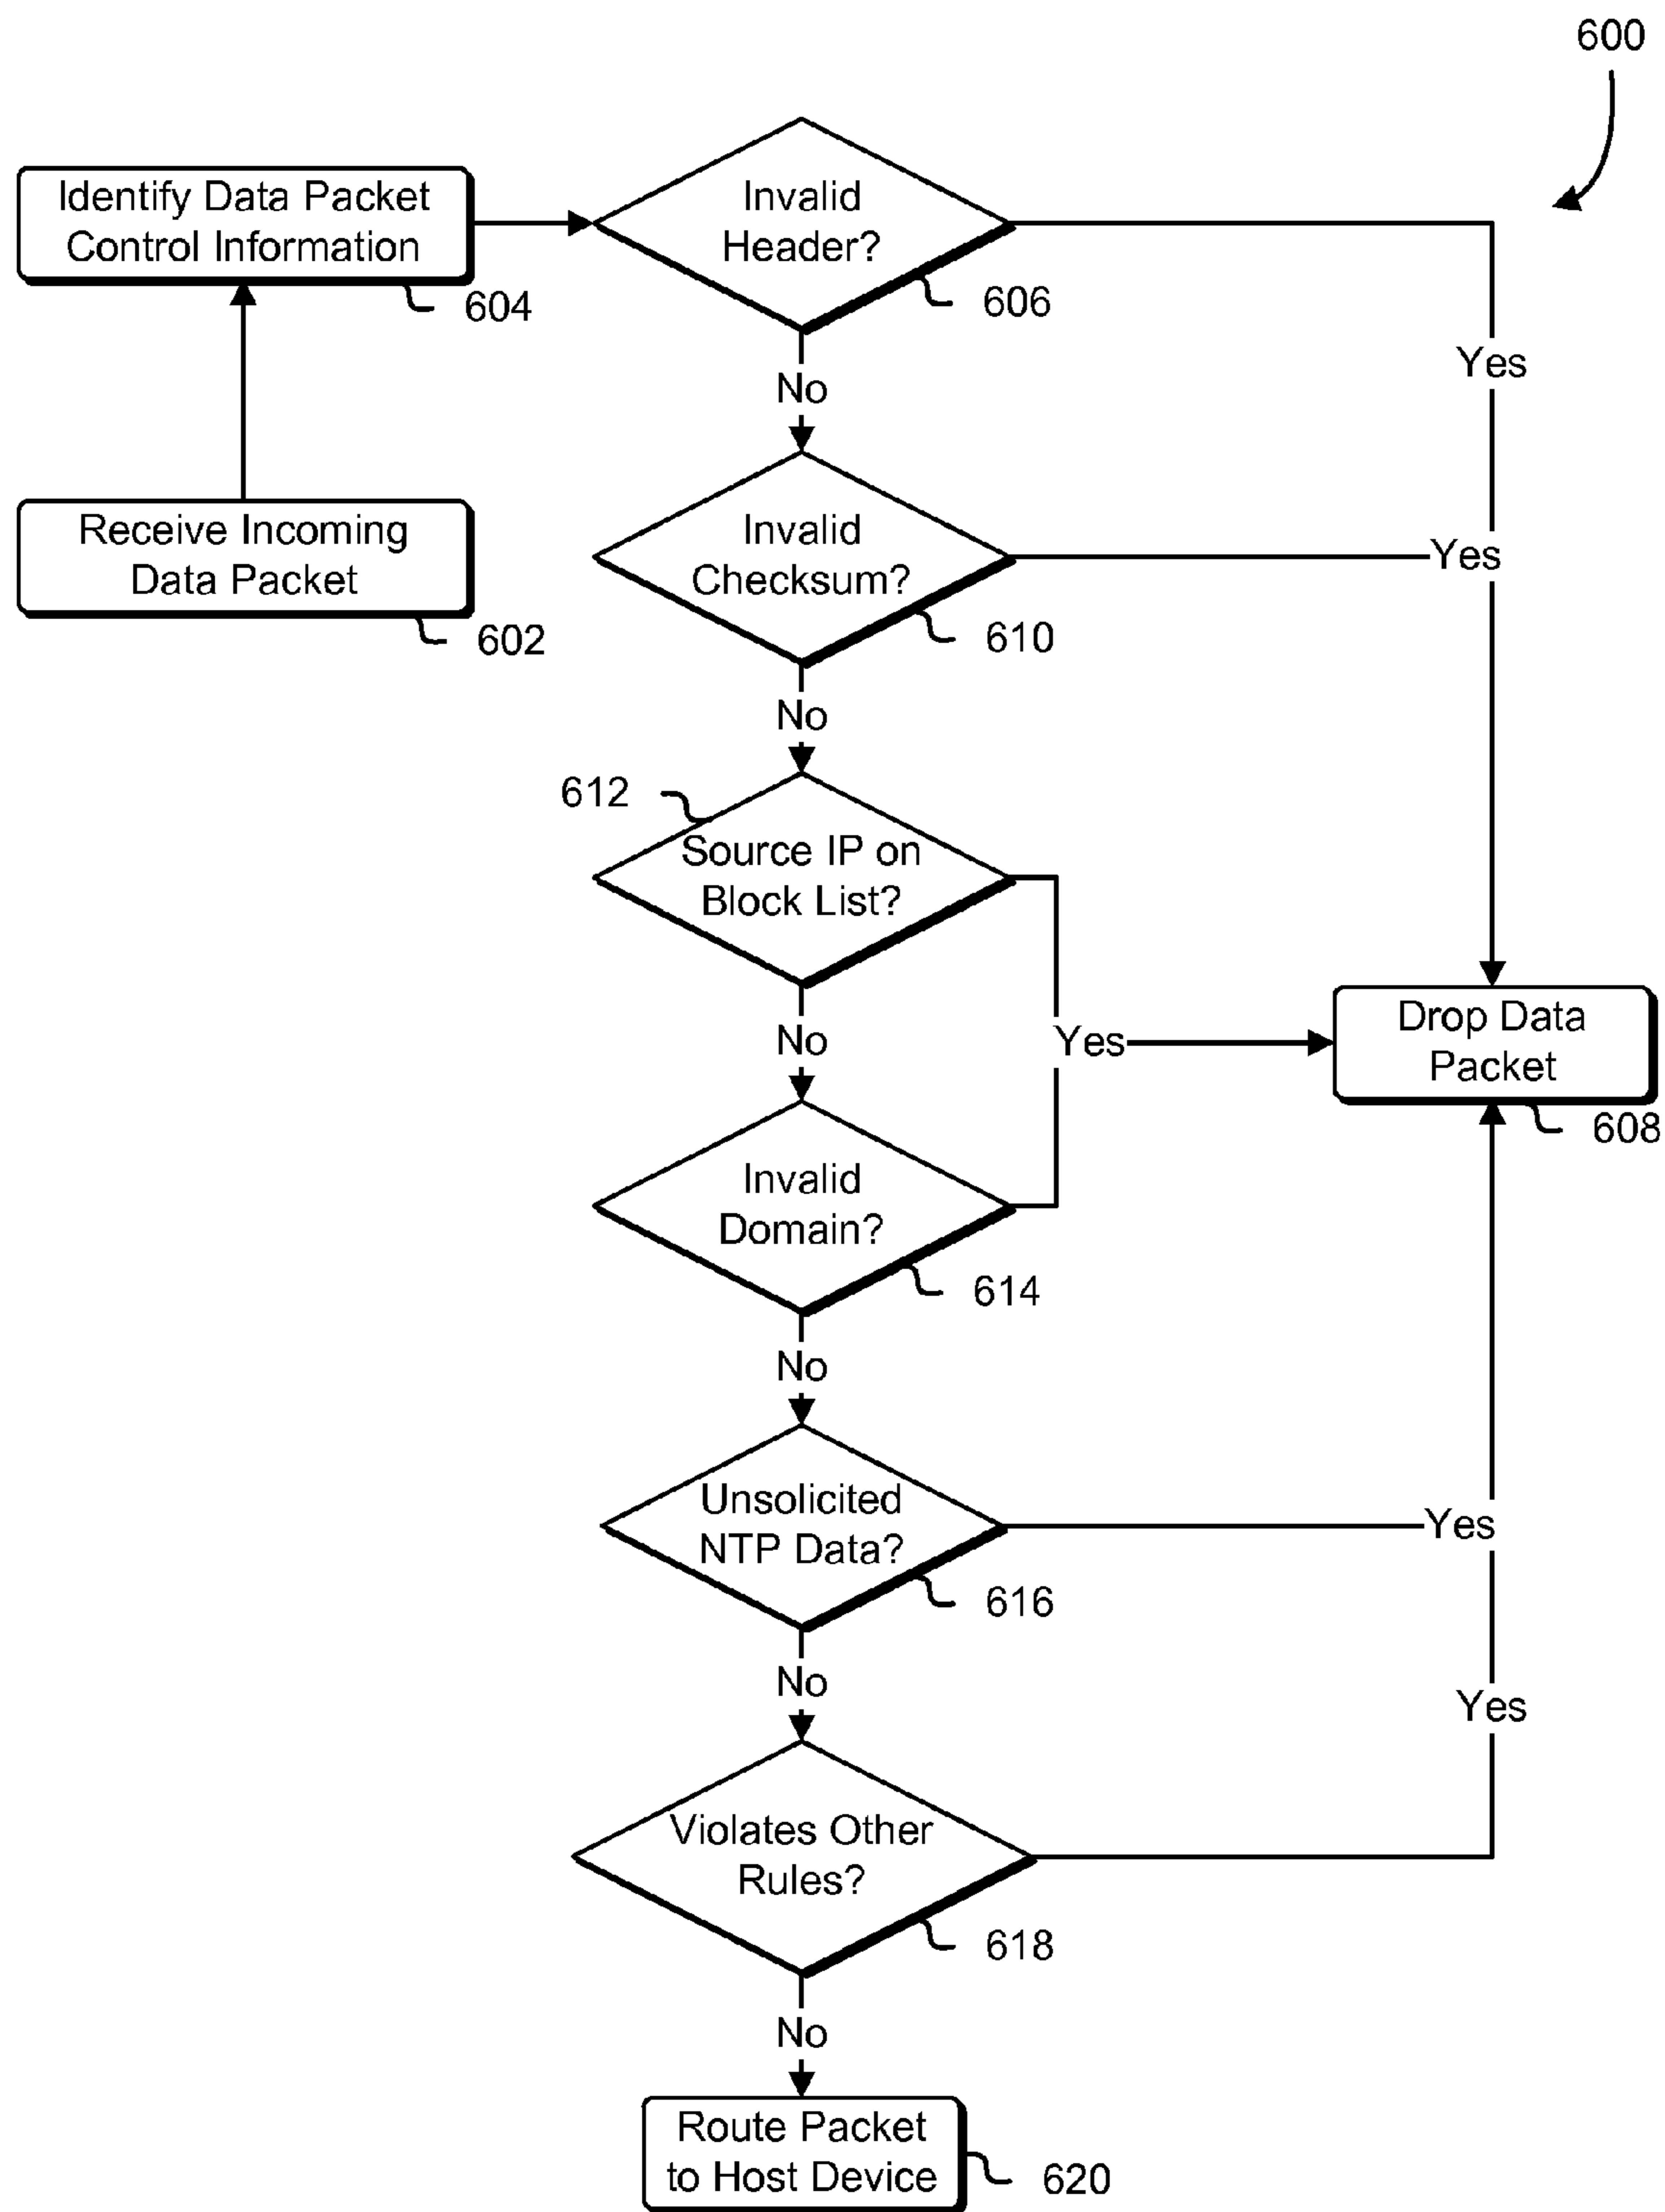 600
Identify Data Packet
Control Information
604
Invalid
Header?
606
Yes
No
Receive Incoming
Data Packet
602
Invalid
Checksum?
610
Yes
No
612
Source IP on
Block List?
No
Yes
Drop Data
Packet
608
Invalid
Domain?
614
No
Unsolicited
NTP Data?
616
Yes
No
Yes
Violates Other
Rules?
618
No
Route Packet
to Host Device
620